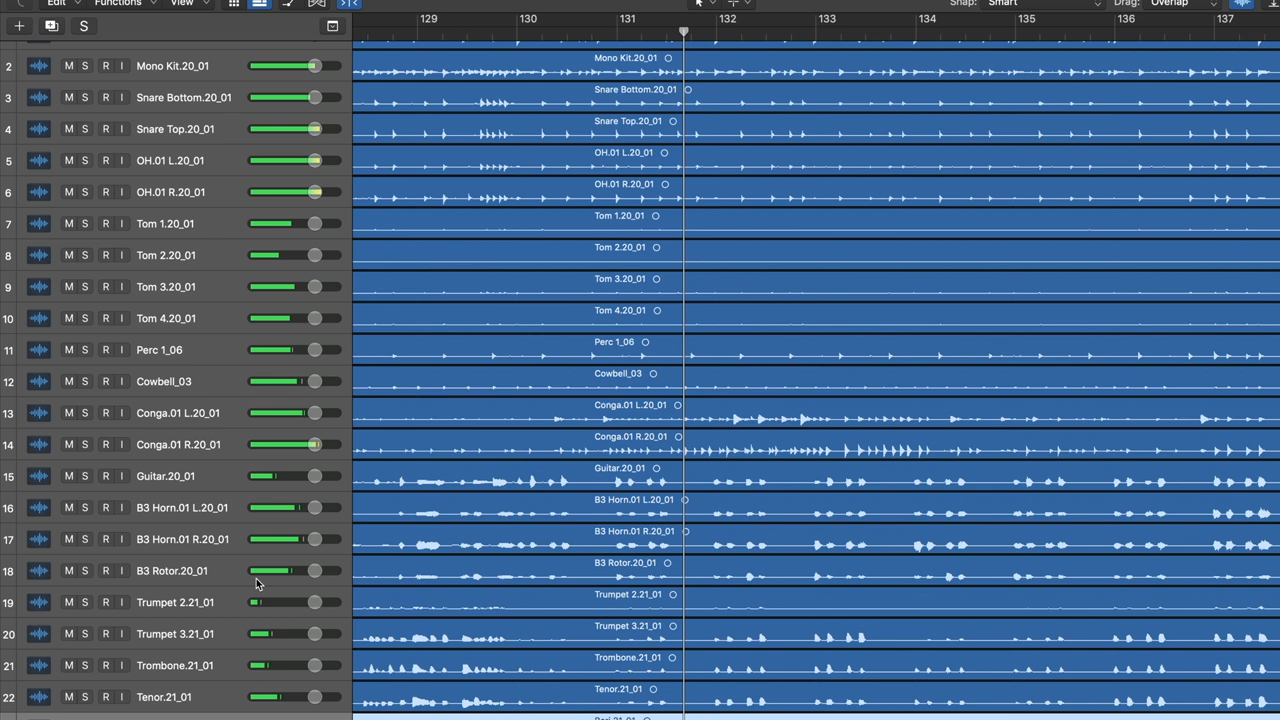 Edit Functions View Snap: Smart Drag: Overlap
129 130 131 132 133 134 135 136 137
S
2 M S R I Mono Kit.20_01 Mono Kit.20_01
3 M S R I Snare Bottom.20_01 Snare Bottom.20_01
4 M S R I Snare Top.20_01 Snare Top.20_01
5 M S R I OH.01 L.20_01 OH.01 L.20_01
6 M S R I OH.01 R.20_01 OH.01 R.20_01
7 M S R I Tom 1.20_01 Tom 1.20_01
8 M S R I Tom 2.20_01 Tom 2.20_01
9 M S R I Tom 3.20_01 Tom 3.20_01
10 M S R I Tom 4.20_01 Tom 4.20_01
11 M S R I Perc 1_06 Perc 1_06
12 M S R I Cowbell_03 Cowbell_03
13 M S R I Conga.01 L.20_01 Conga.01 L.20_01
14 M S R I Conga.01 R.20_01 Conga.01 R.20_01
15 M S R I Guitar.20_01 Guitar.20_01
16 M S R I B3 Horn.01 L.20_01 B3 Horn.01 L.20_01
17 M S R I B3 Horn.01 R.20_01 B3 Horn.01 R.20_01
18 M S R I B3 Rotor.20_01 B3 Rotor.20_01
19 M S R I Trumpet 2.21_01 Trumpet 2.21_01
20 M S R I Trumpet 3.21_01 Trumpet 3.21_01
21 M S R I Trombone.21_01 Trombone.21_01
22 M S R I Tenor.21_01 Tenor.21_01
Bari.21_01